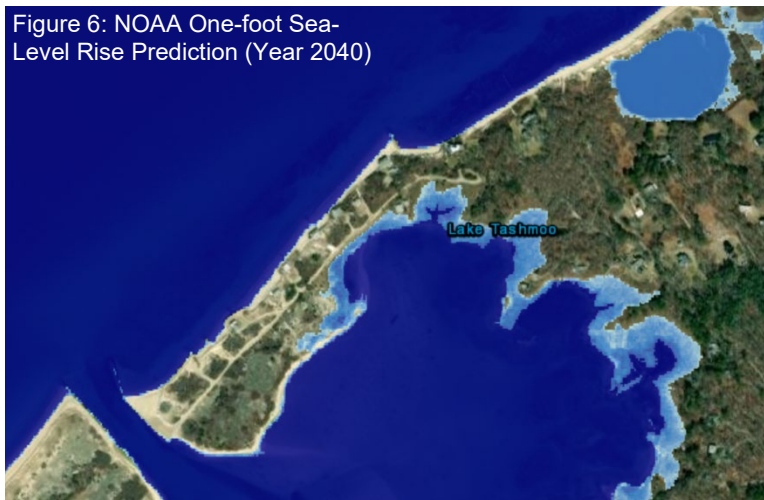 Figure 6: NOAA One-foot Sea-
Level Rise Prediction (Year 2040)
Lake Tashmoo